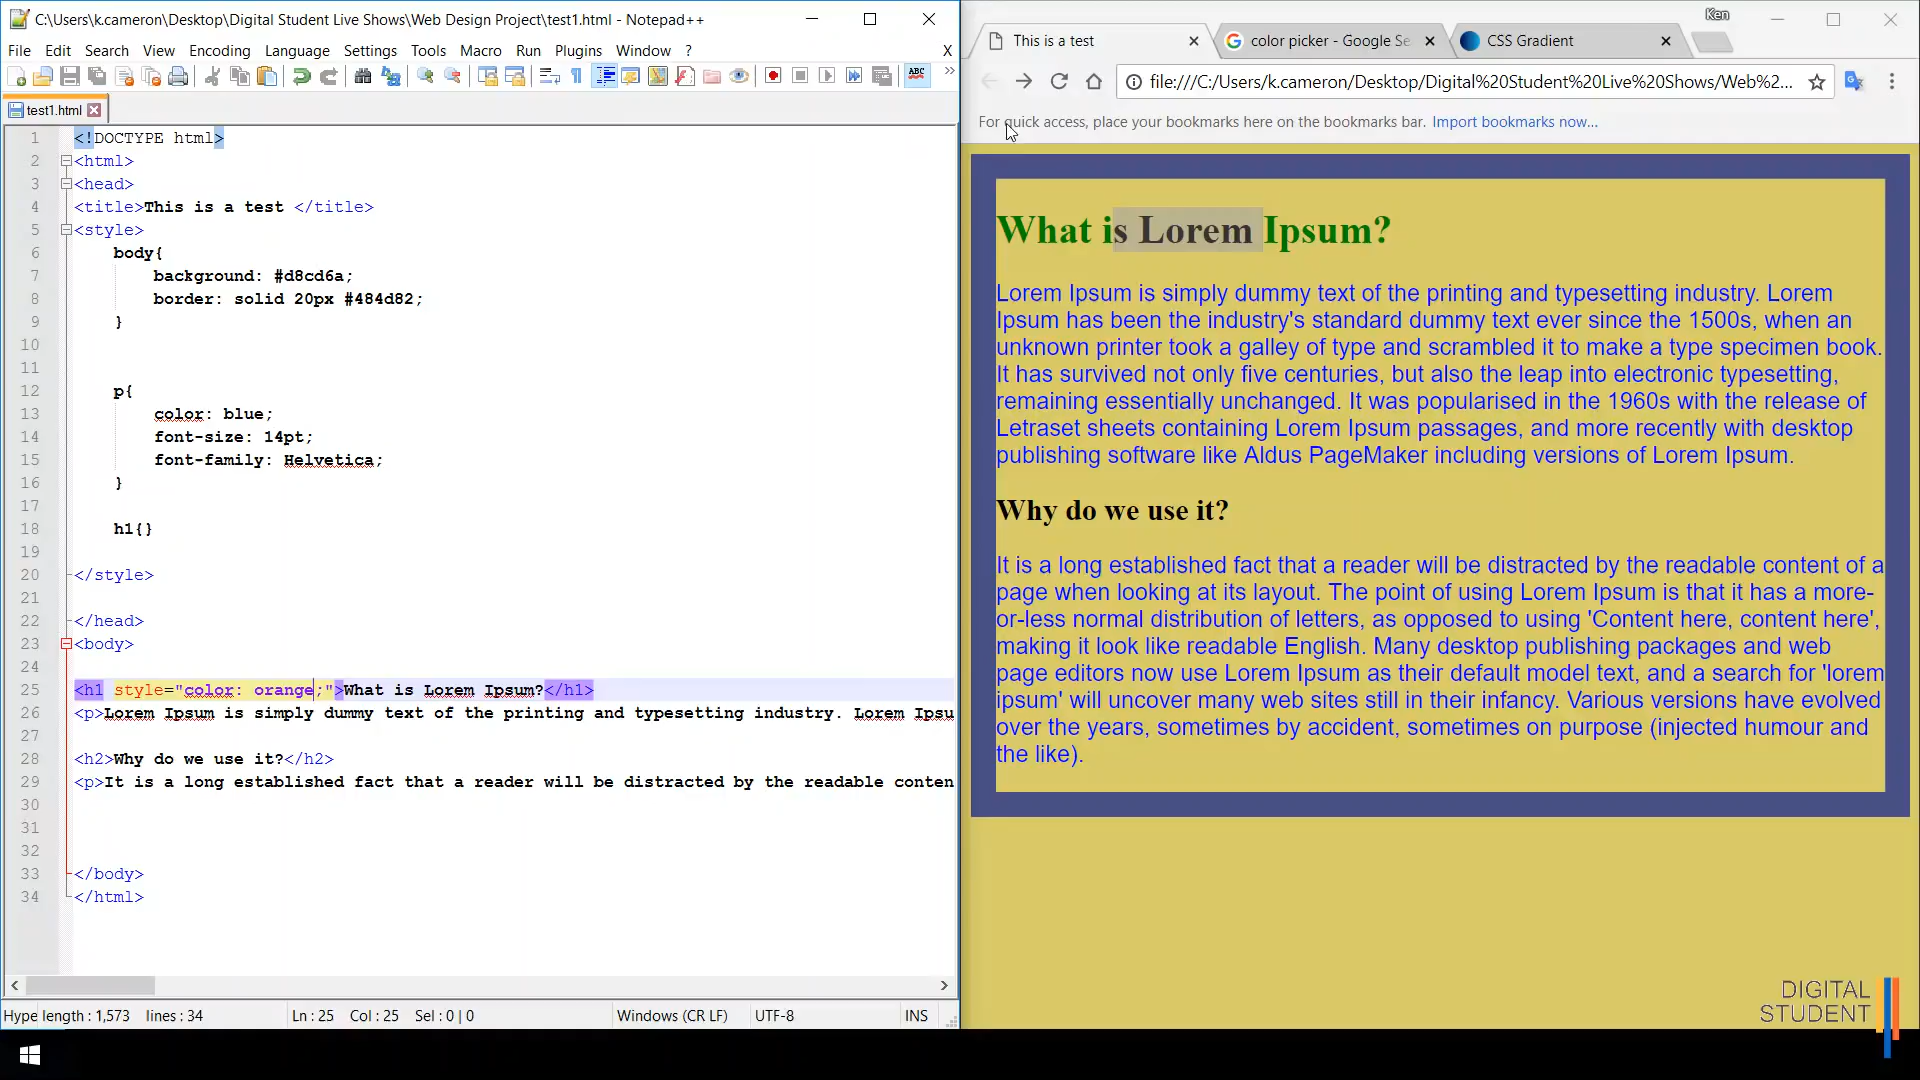 C:\Users\k.cameron\Desktop\Digital Student Live Shows\Web Design Project\test1.html - Notepad++
File Edit Search View Encoding Language Settings Tools Macro Run Plugins Window ? X
ABC
test1.html
1 <!DOCTYPE html>
2 <html>
3 <head>
4 <title>This is a test </title>
5 <style>
6 body{
7 background: #d8cd6a;
8 border: solid 20px #484d82;
9 }
10
11
12 p{
13 color: blue;
14 font-size: 14pt;
15 font-family: Helvetica;
16 }
17
18 h1{}
19
20 </style>
21
22 </head>
23 <body>
24
25 <h1 style="color: orange;">What is Lorem Ipsum?</h1>
26 <p>Lorem Ipsum is simply dummy text of the printing and typesetting industry. Lorem Ipsu
27
28 <h2>Why do we use it?</h2>
29 <p>It is a long established fact that a reader will be distracted by the readable conten
30
31
32
33 </body>
34 </html>
Hype length : 1,573 lines : 34 Ln : 25 Col : 25 Sel : 0 | 0 Windows (CR LF) UTF-8 INS
Ken
This is a test
color picker - Google Se
CSS Gradient
file:///C:/Users/k.cameron/Desktop/Digital%20Student%20Live%20Shows/Web%2...
For quick access, place your bookmarks here on the bookmarks bar. Import bookmarks now...
What is Lorem Ipsum?
Lorem Ipsum is simply dummy text of the printing and typesetting industry. Lorem
Ipsum has been the industry's standard dummy text ever since the 1500s, when an
unknown printer took a galley of type and scrambled it to make a type specimen book.
It has survived not only five centuries, but also the leap into electronic typesetting,
remaining essentially unchanged. It was popularised in the 1960s with the release of
Letraset sheets containing Lorem Ipsum passages, and more recently with desktop
publishing software like Aldus PageMaker including versions of Lorem Ipsum.
Why do we use it?
It is a long established fact that a reader will be distracted by the readable content of a
page when looking at its layout. The point of using Lorem Ipsum is that it has a more-
or-less normal distribution of letters, as opposed to using 'Content here, content here',
making it look like readable English. Many desktop publishing packages and web
page editors now use Lorem Ipsum as their default model text, and a search for 'lorem
ipsum' will uncover many web sites still in their infancy. Various versions have evolved
over the years, sometimes by accident, sometimes on purpose (injected humour and
the like).
DIGITAL
STUDENT